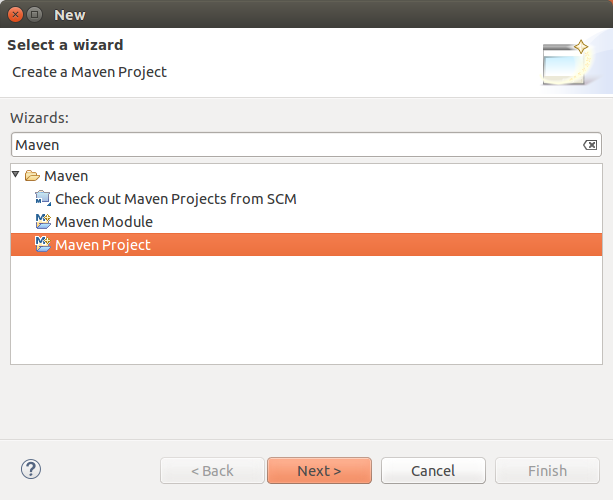 New
Select a wizard
Create a Maven Project
Wizards:
Maven
Maven
Check out Maven Projects from SCM
Maven Module
Maven Project
? < Back Next > Cancel Finish